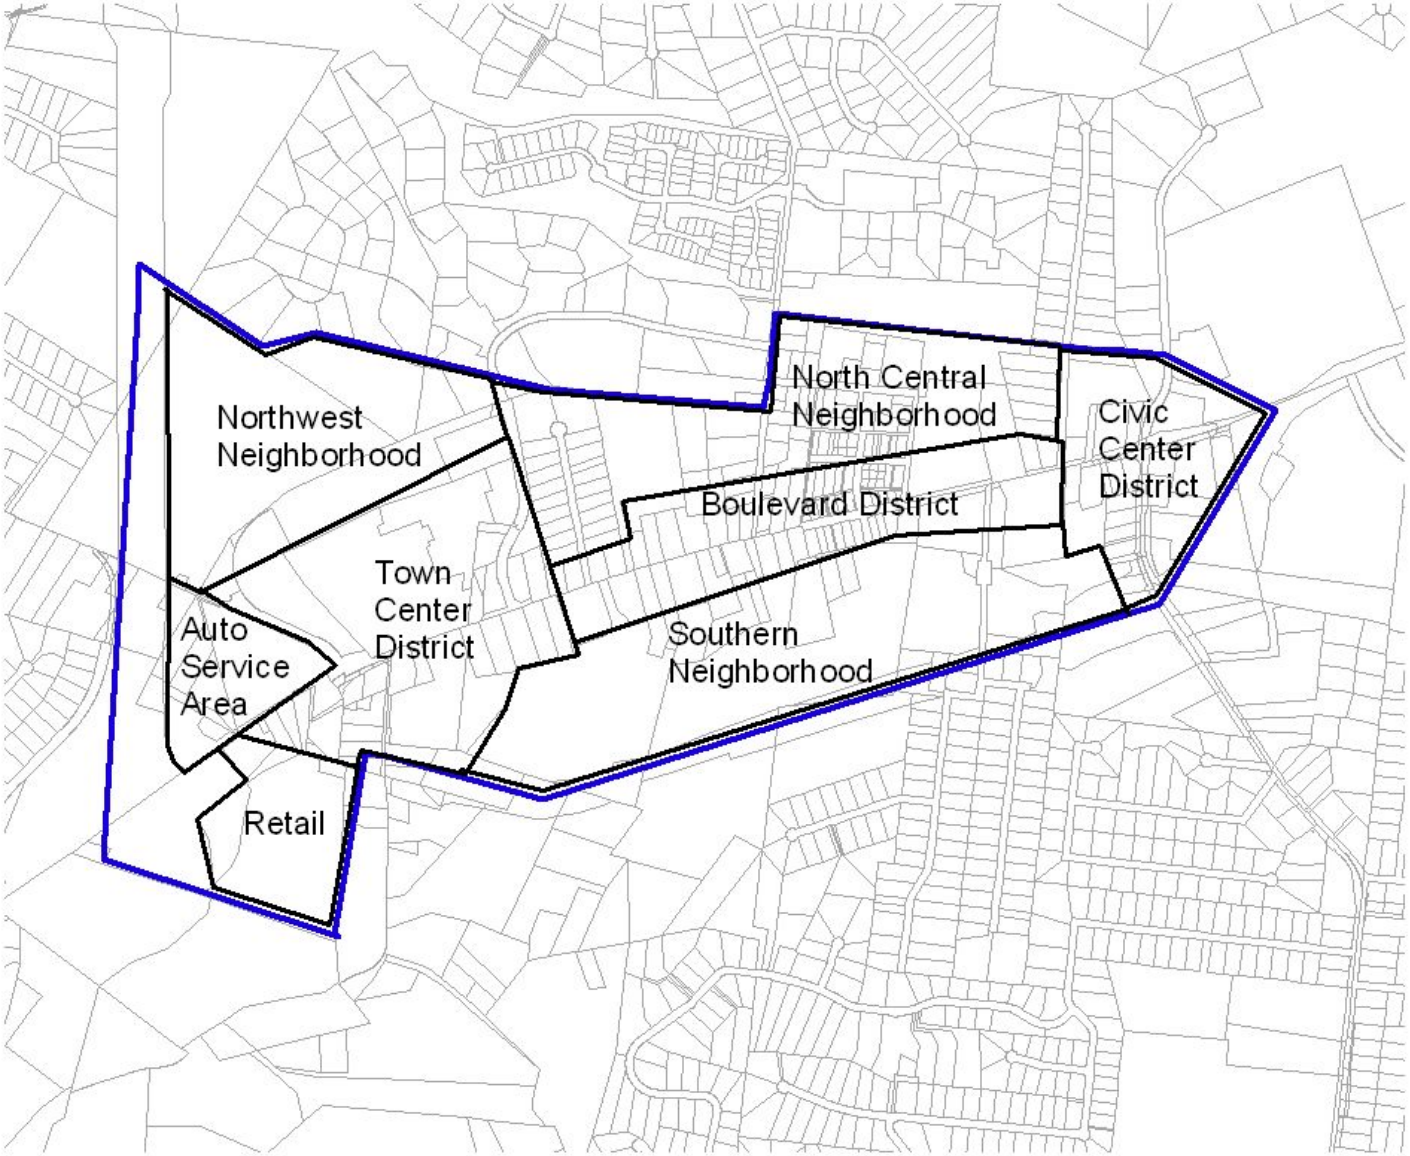 Northwest
Neighborhood
North Central
Neighborhood
Civic
Center
District
Boulevard District
Town
Center
District
Auto
Service
Area
Southern
Neighborhood
Retail